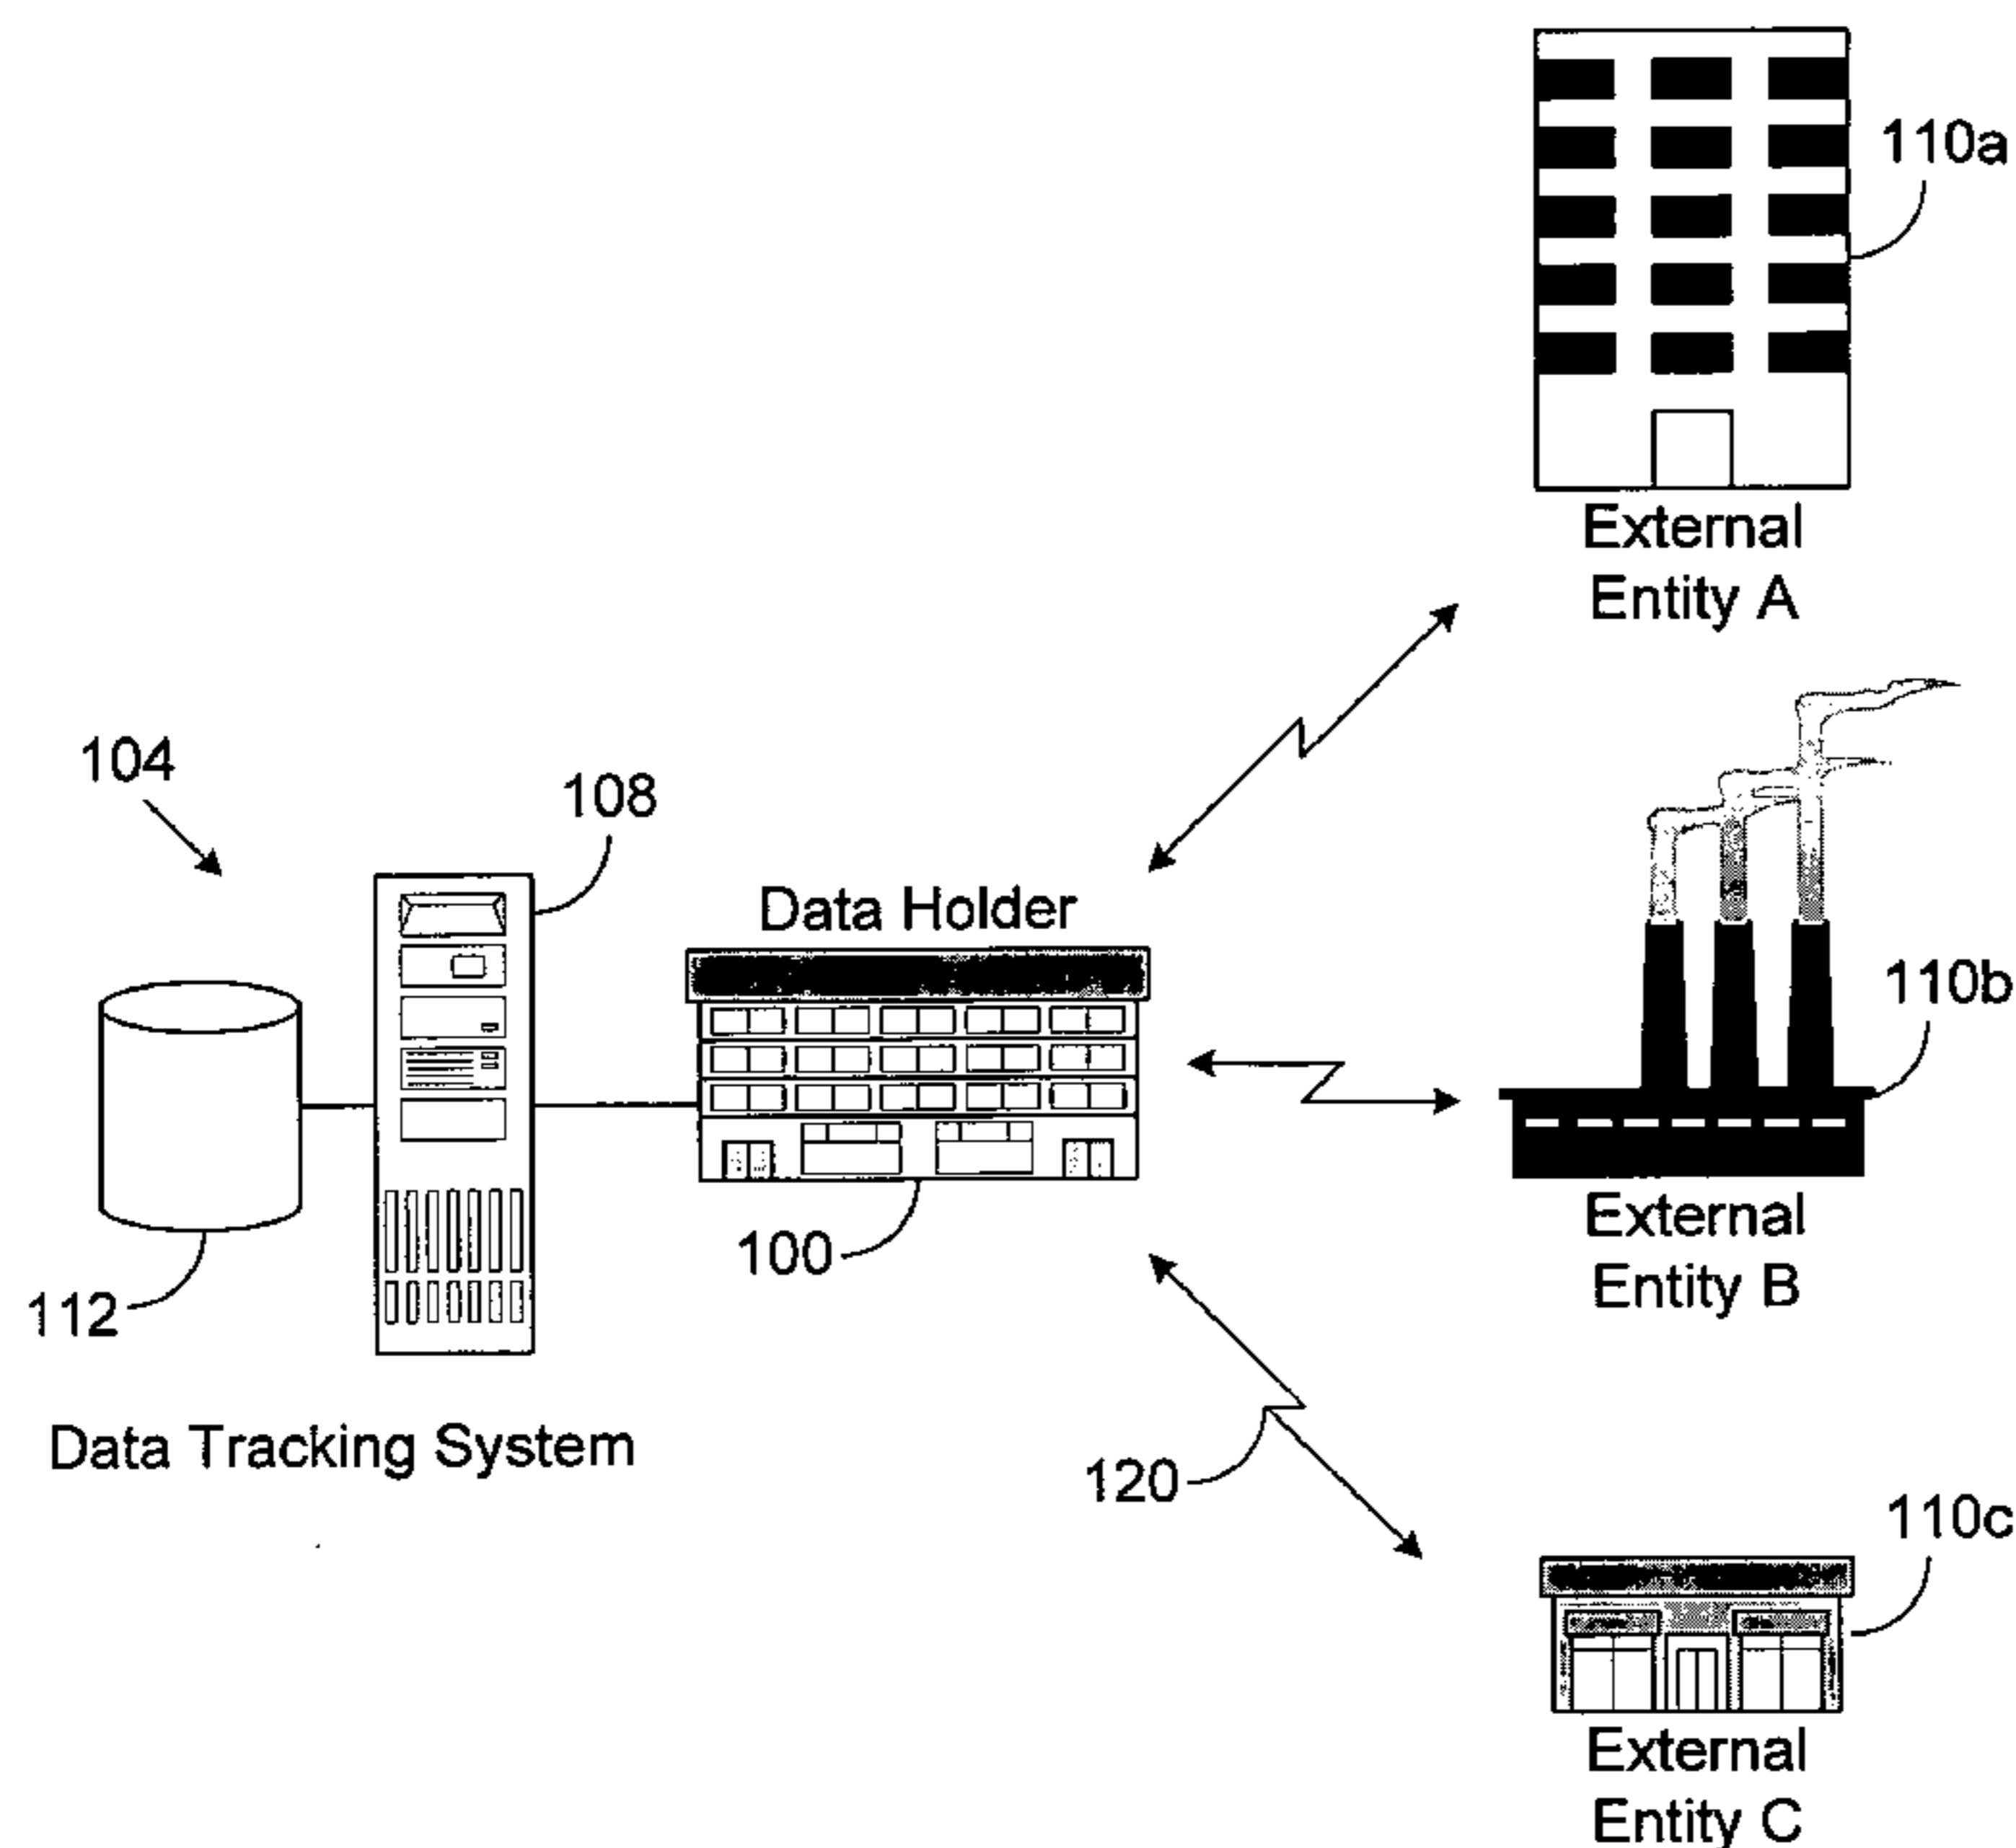 110a
External
Entity A
104
108
Data Holder
110b
External
Entity B
100
112
Data Tracking System
120
110c
External
Entity C